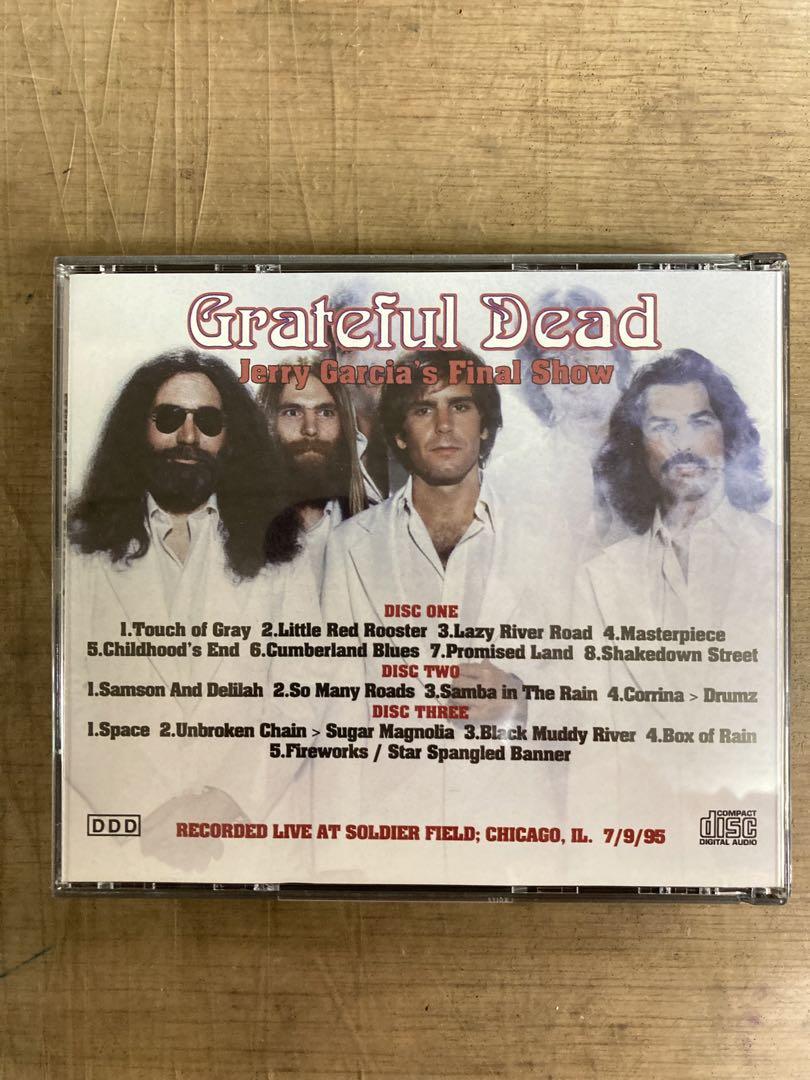 Grateful Dead
Jerry Garcia's Final Show
DISC ONE
1.Touch of Gray 2.Little Red Rooster 3.Lazy River Road 4.Masterpiece
5.Childhood's End 6.Cumberland Blues 7.Promised Land 8.Shakedown Street
DISC TWO
1.Samson And Delilah 2.So Many Roads 3.Samba in The Rain 4.Corrina > Drumz
DISC THREE
1.Space 2.Unbroken Chain > Sugar Magnolia 3.Black Muddy River 4.Box of Rain
5.Fireworks / Star Spangled Banner
DDD
RECORDED LIVE AT SOLDIER FIELD; CHICAGO, IL. 7/9/95
COMPACT
disc
DIGITAL AUDIO